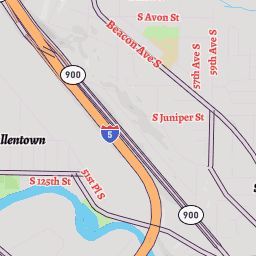 S Avon St
Beacon Ave S
59th Ave S
57th Ave S
900
S Juniper St
5
llentown
S 125th St
51st Pl S
900
S